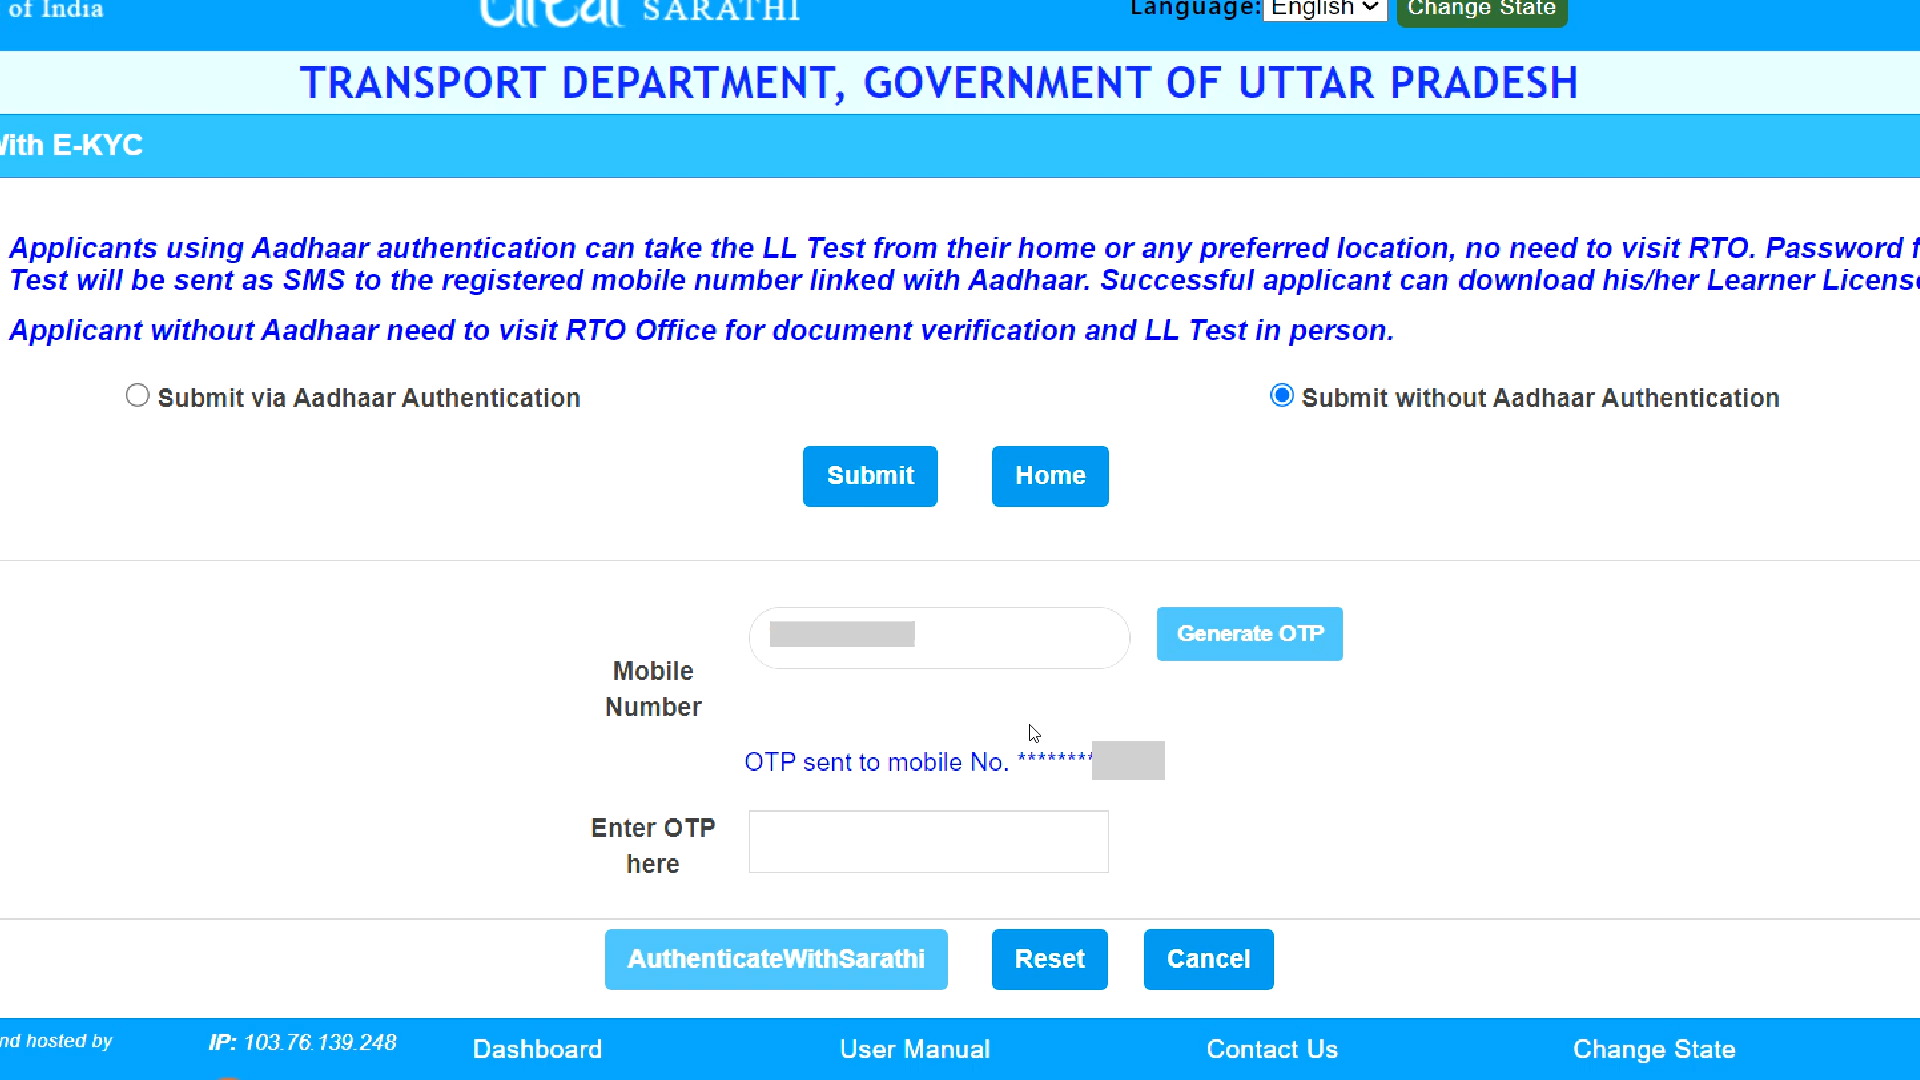 of India
SARATHI
Language: English
Change State
TRANSPORT DEPARTMENT, GOVERNMENT OF UTTAR PRADESH
With E-KYC
Applicants using Aadhaar authentication can take the LL Test from their home or any preferred location, no need to visit RTO. Password
Test will be sent as SMS to the registered mobile number linked with Aadhaar. Successful applicant can download his/her Learner
Applicant without Aadhaar need to visit RTO Office for document verification and LL Test in person.
Submit via Aadhaar Authentication
Submit without Aadhaar Authentication
Submit
Home
Generate OTP
Mobile
Number
OTP sent to mobile No. ********
Enter OTP
here
AuthenticateWithSarathi
Reset
Cancel
hosted by
IP: 103.76.139.248
Dashboard
User Manual
Contact Us
Change State